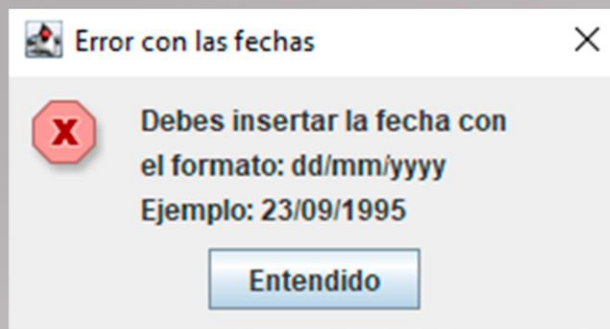 Error con las fechas
Debes insertar la fecha con
el formato: dd/mm/yyyy
Ejemplo: 23/09/1995
Entendido